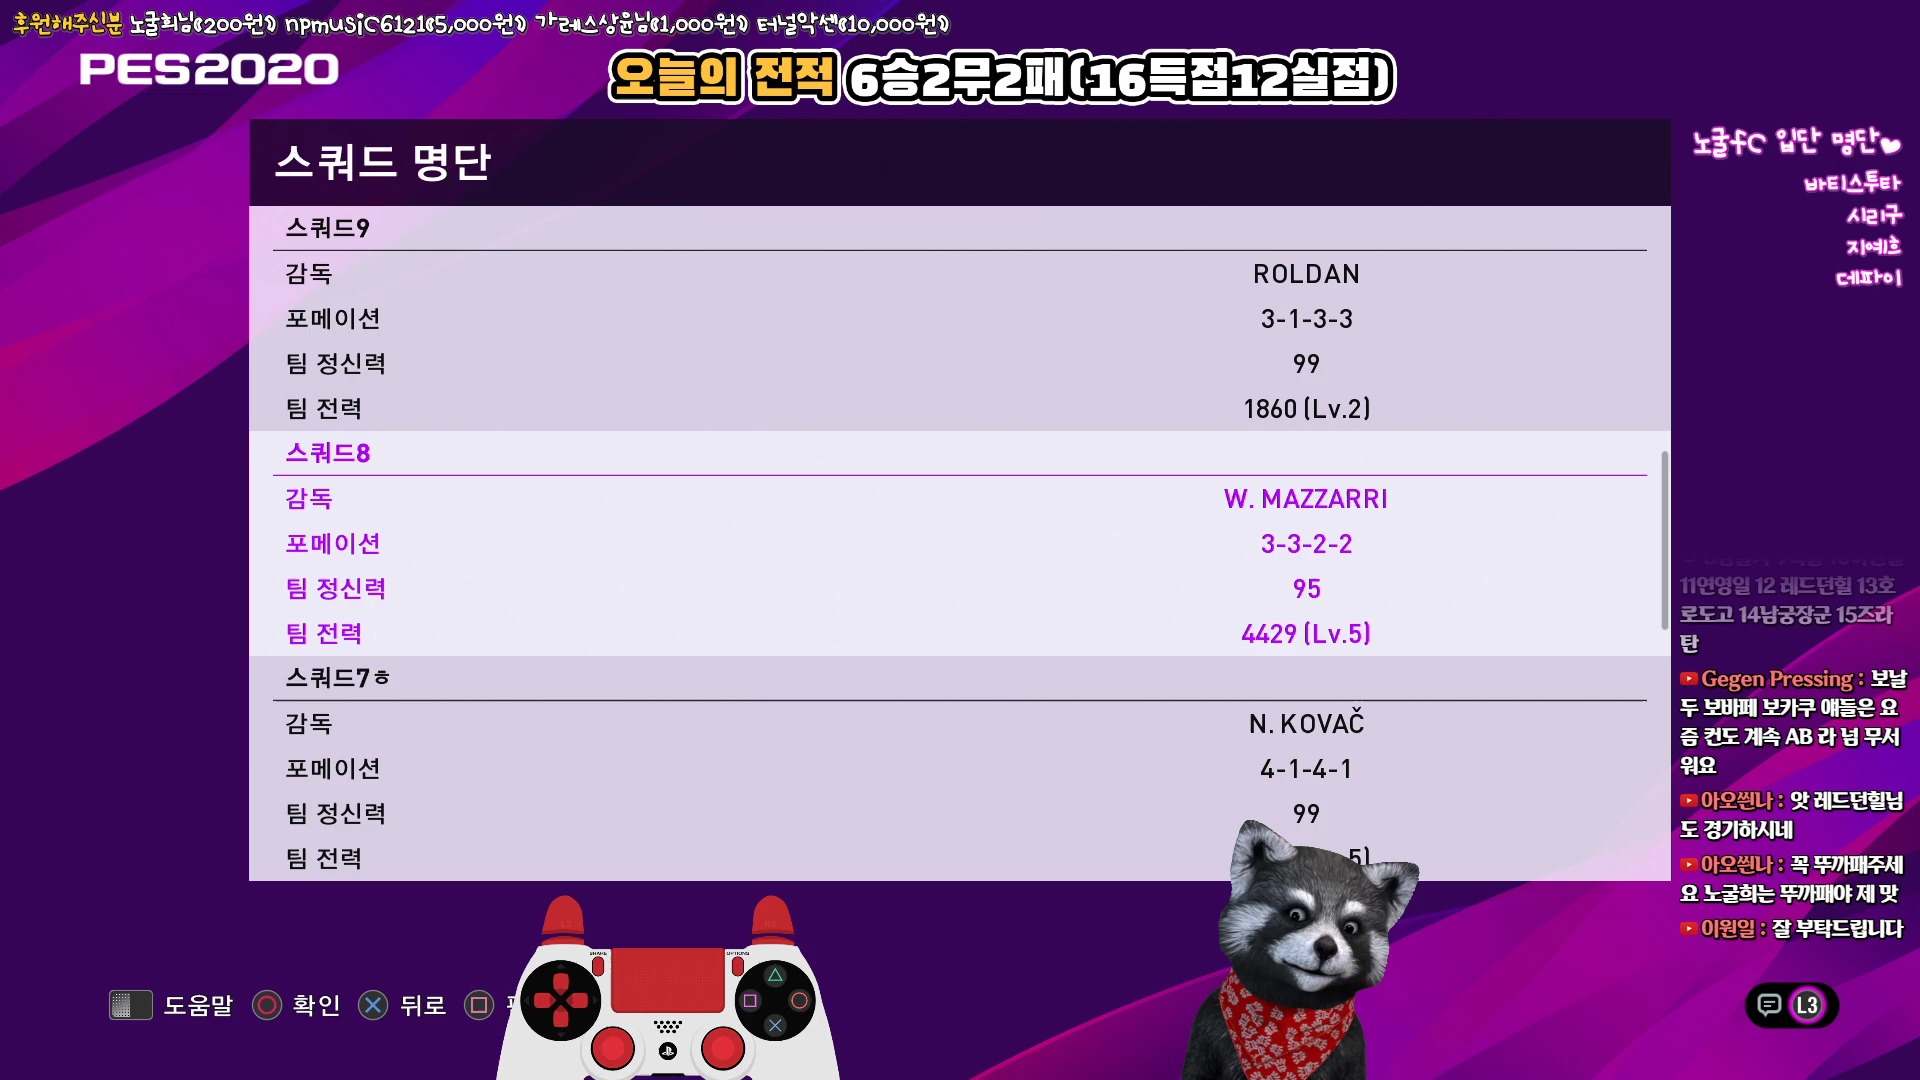 후원해주신분 노굴희님(200원) npmusic6121(5,000원) 가레스상윤님(1,000원) 터널악센(10,000원)
PES2020
오늘의 전적 6승2무2패(16득점12실점)
스쿼드 명단
스쿼드9
감독 ROLDAN
포메이션 3-1-3-3
팀 정신력 99
팀 전력 1860 (Lv.2)
스쿼드8
감독 W. MAZZARRI
포메이션 3-3-2-2
팀 정신력 95
팀 전력 4429 (Lv.5)
스쿼드7ㅎ
감독 N. KOVAČ
포메이션 4-1-4-1
팀 정신력 99
팀 전력 5)
노굴fC 입단 명단
바티스투타
시리구
지예흐
데파이
11연영일 12 레드던힐 13호
로도고 14남궁장군 15즈라
탄
Gegen Pressing : 보날
두 보바페 보카쿠 얘들은 요
즘 컨도 계속 AB 라 넘 무서
워요
아오씐나 : 앗 레드던힐님
도 경기하시네
아오씐나 : 꼭 뚜까패주세
요 노굴희는 뚜까패야 제 맛
이원일 : 잘 부탁드립니다
도움말 확인 뒤로
SHARE OPTIONS
L3